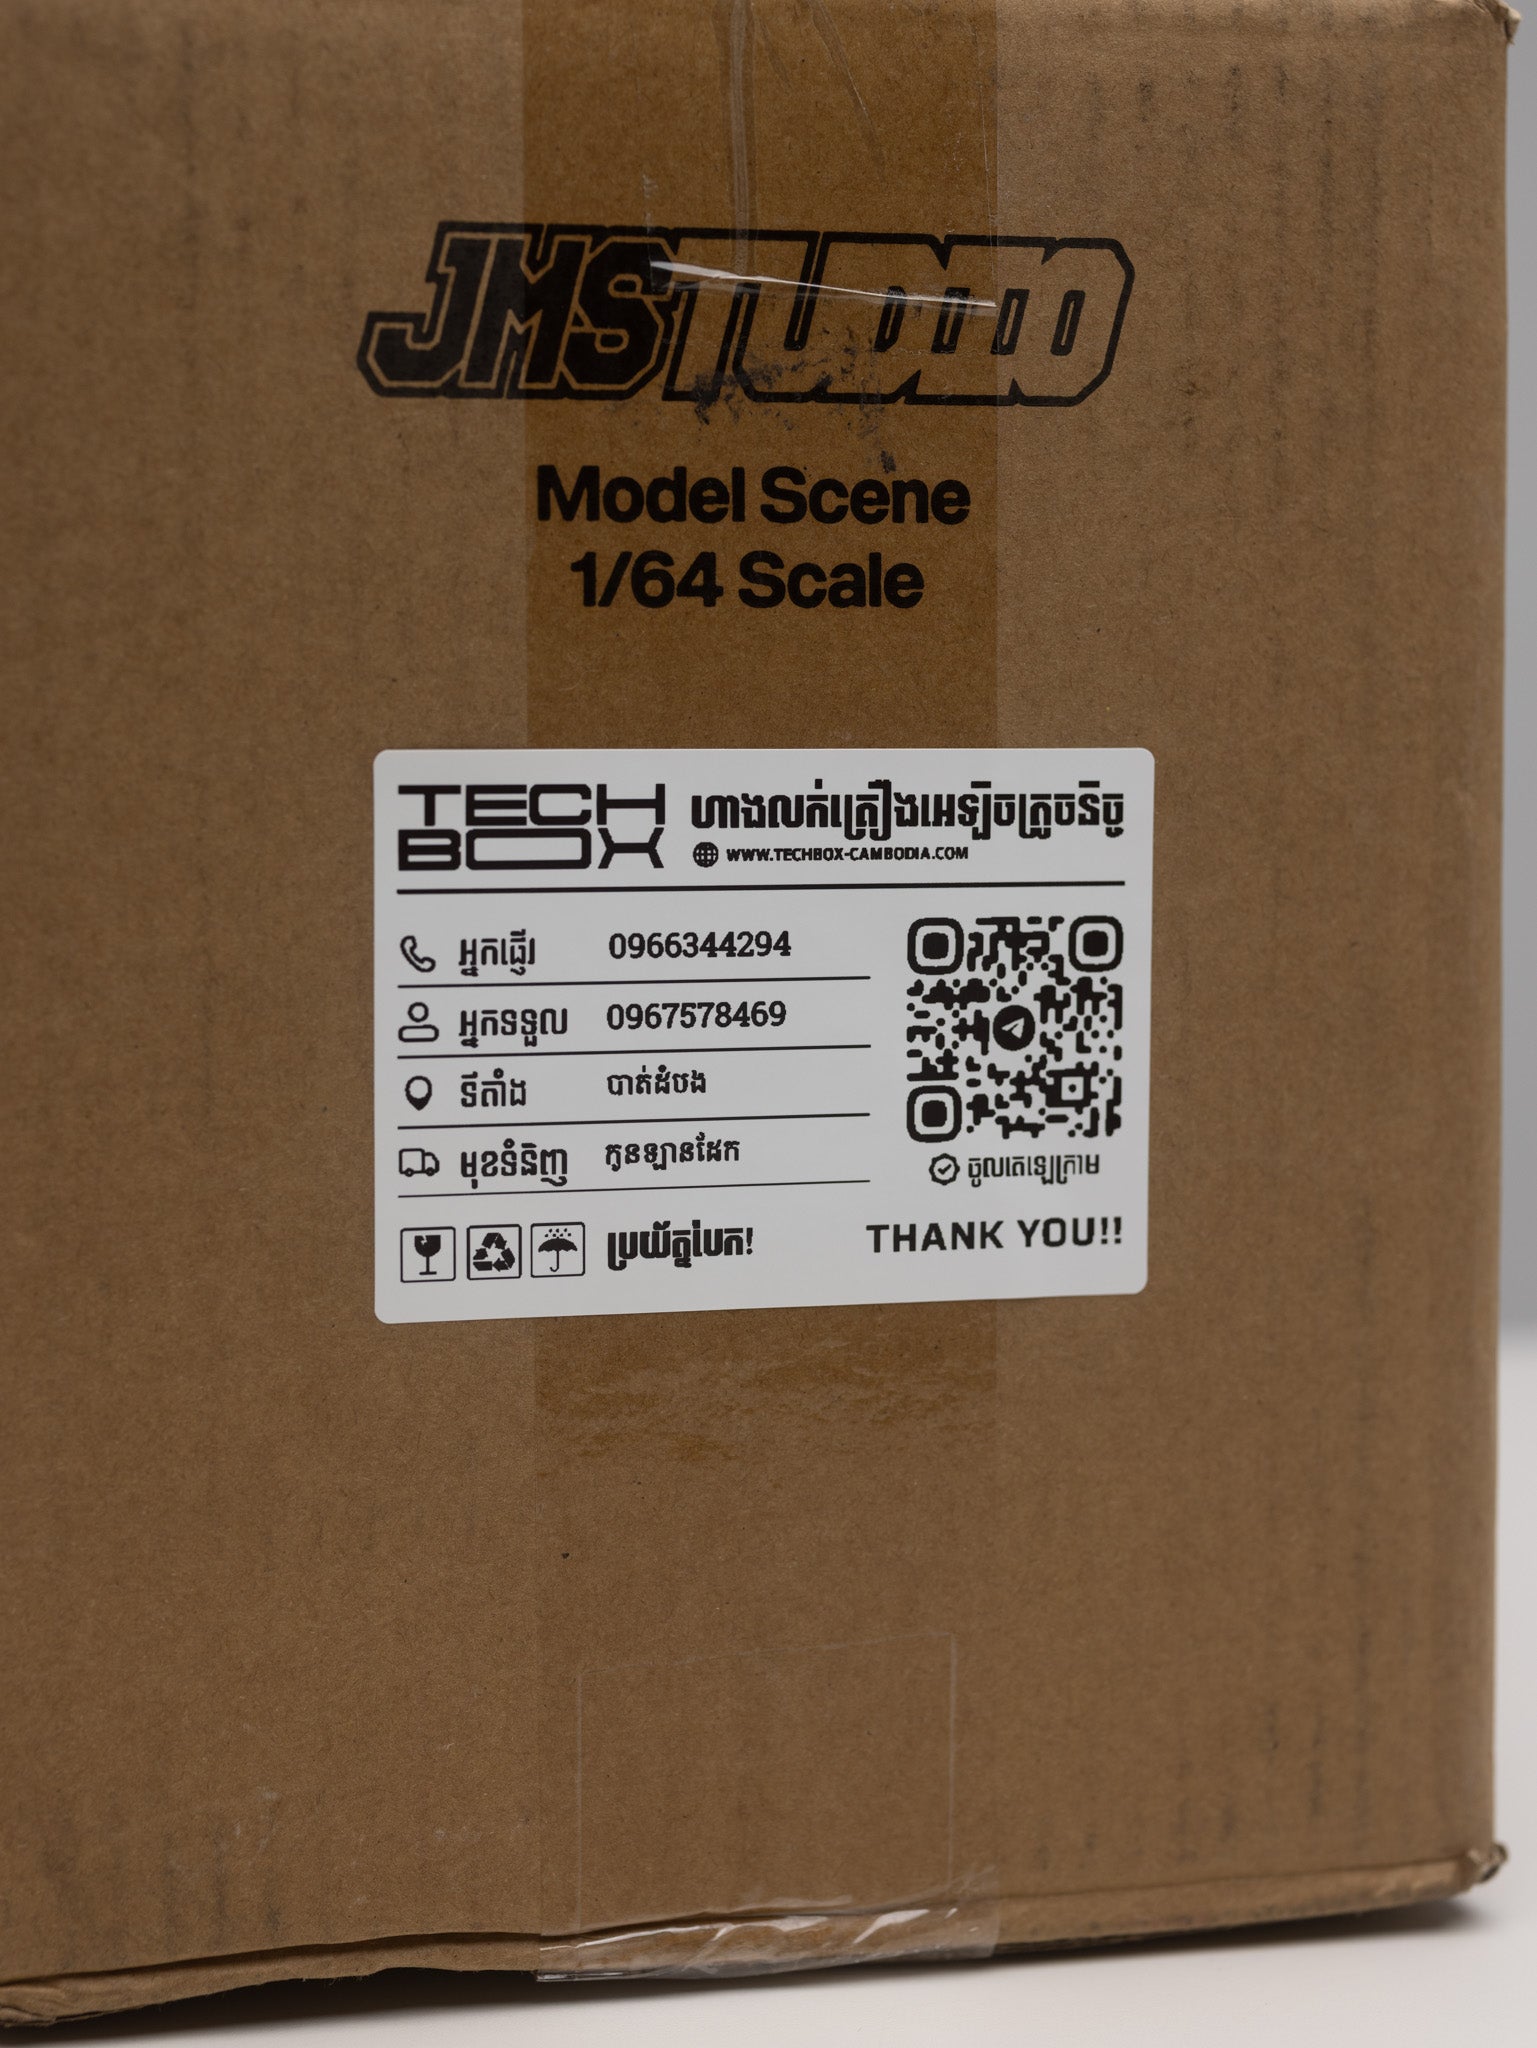 JMSTUDIO
Model Scene
1/64 Scale
TECH BOX
ហាងលក់គ្រឿងអេឡិចត្រូចនិច
WWW.TECHBOX-CAMBODIA.COM
អ្នកផ្ញើ 0966344294
អ្នកទទួល 0967578469
ទីតាំង បាត់ដំបង
មុខទំនិញ កូនឡានដែក
ចូលតេឡេក្រាម
ប្រយ័ត្នបែក!
THANK YOU!!